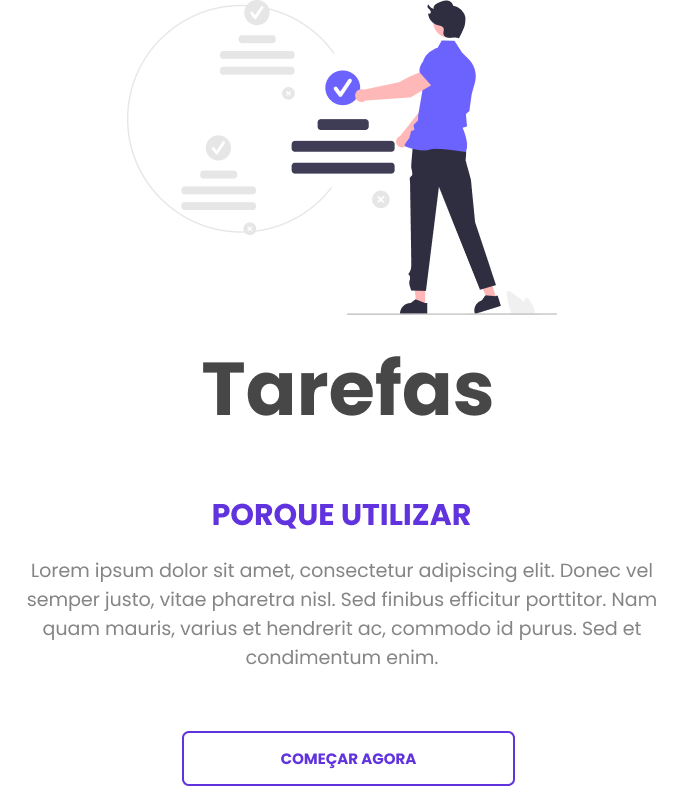 Tarefas
PORQUE UTILIZAR
Lorem ipsum dolor sit amet, consectetur adipiscing elit. Donec vel
semper justo, vitae pharetra nisl. Sed finibus efficitur porttitor. Nam
quam mauris, varius et hendrerit ac, commodo id purus. Sed et
condimentum enim.
COMEÇAR AGORA